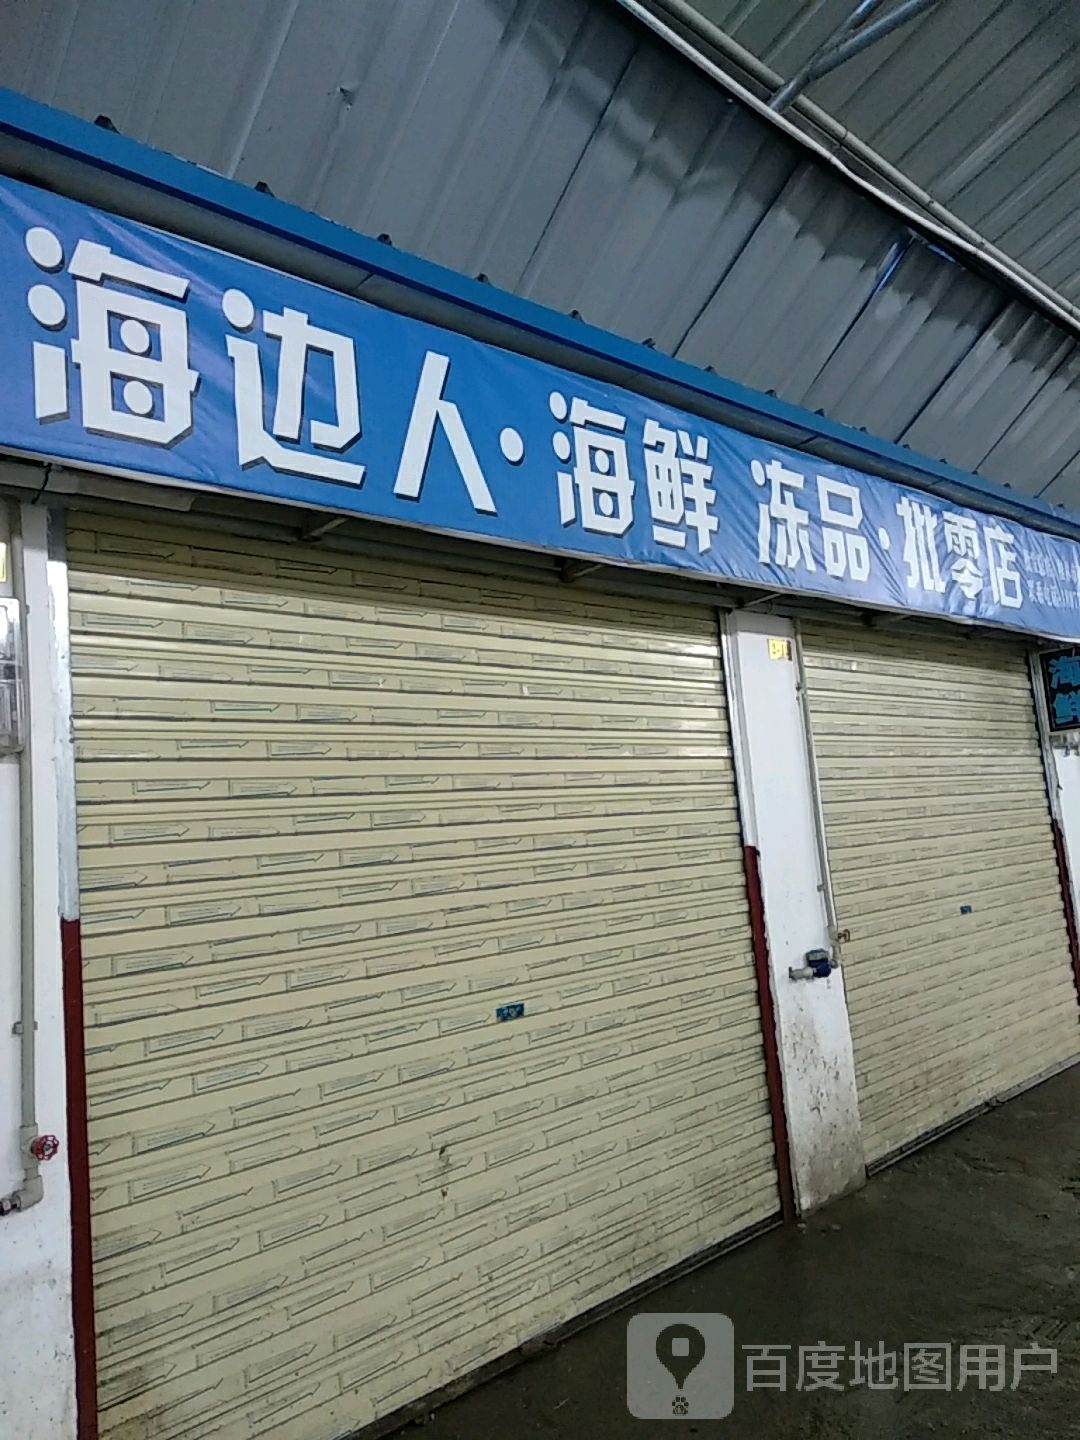 海边人·海鲜 冻品·批零店
百度地图用户